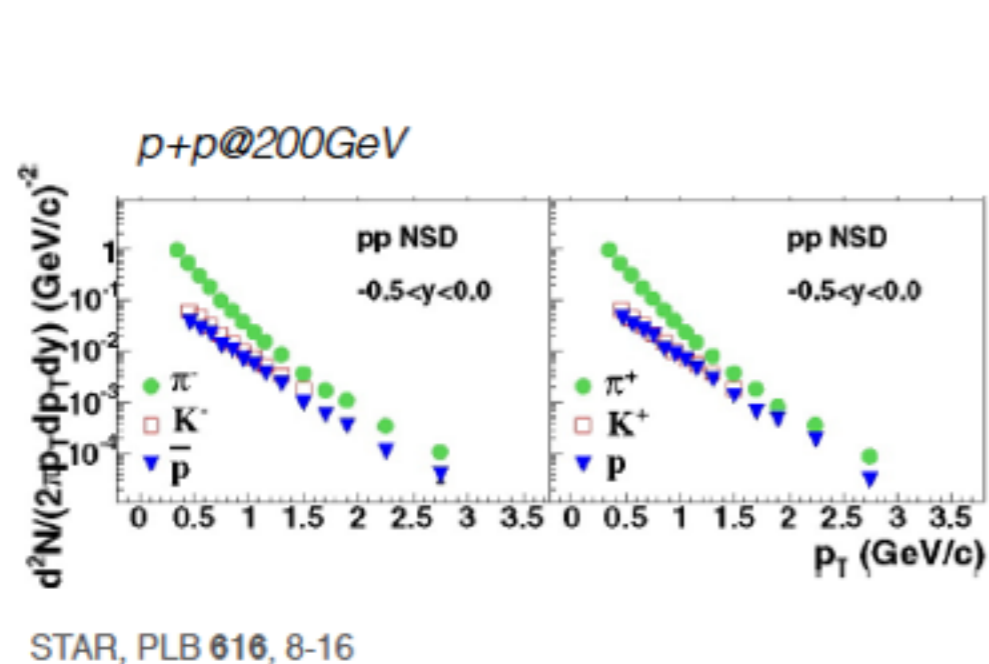 p+p@200GeV
d²N/(2πp_Tdp_Tdy) (GeV/c)⁻²
1
10⁻¹
10⁻²
10⁻³
10⁻⁴
pp NSD
-0.5<y<0.0
π⁻
K⁻
p̅
0 0.5 1 1.5 2 2.5 3 3.5
pp NSD
-0.5<y<0.0
π⁺
K⁺
p
0 0.5 1 1.5 2 2.5 3 3.5
p_T (GeV/c)
STAR, PLB 616, 8-16